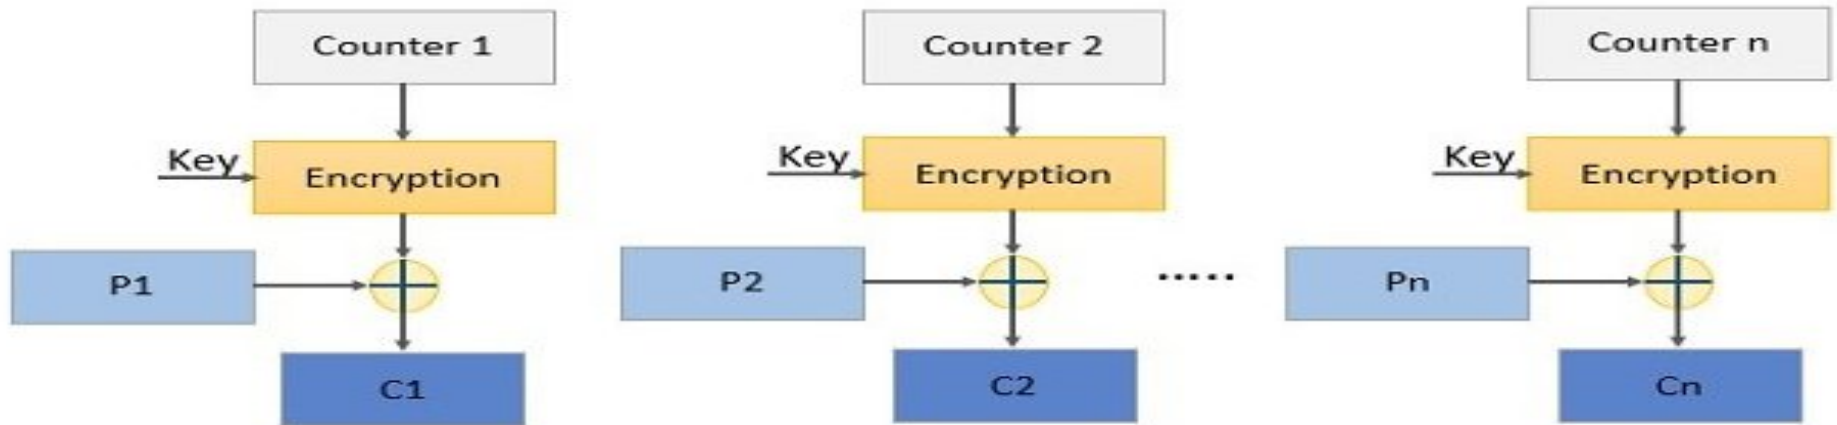 Counter 1
Counter 2
Counter n
Key
Encryption
Key
Encryption
Key
Encryption
P1
P2
.....
Pn
C1
C2
Cn